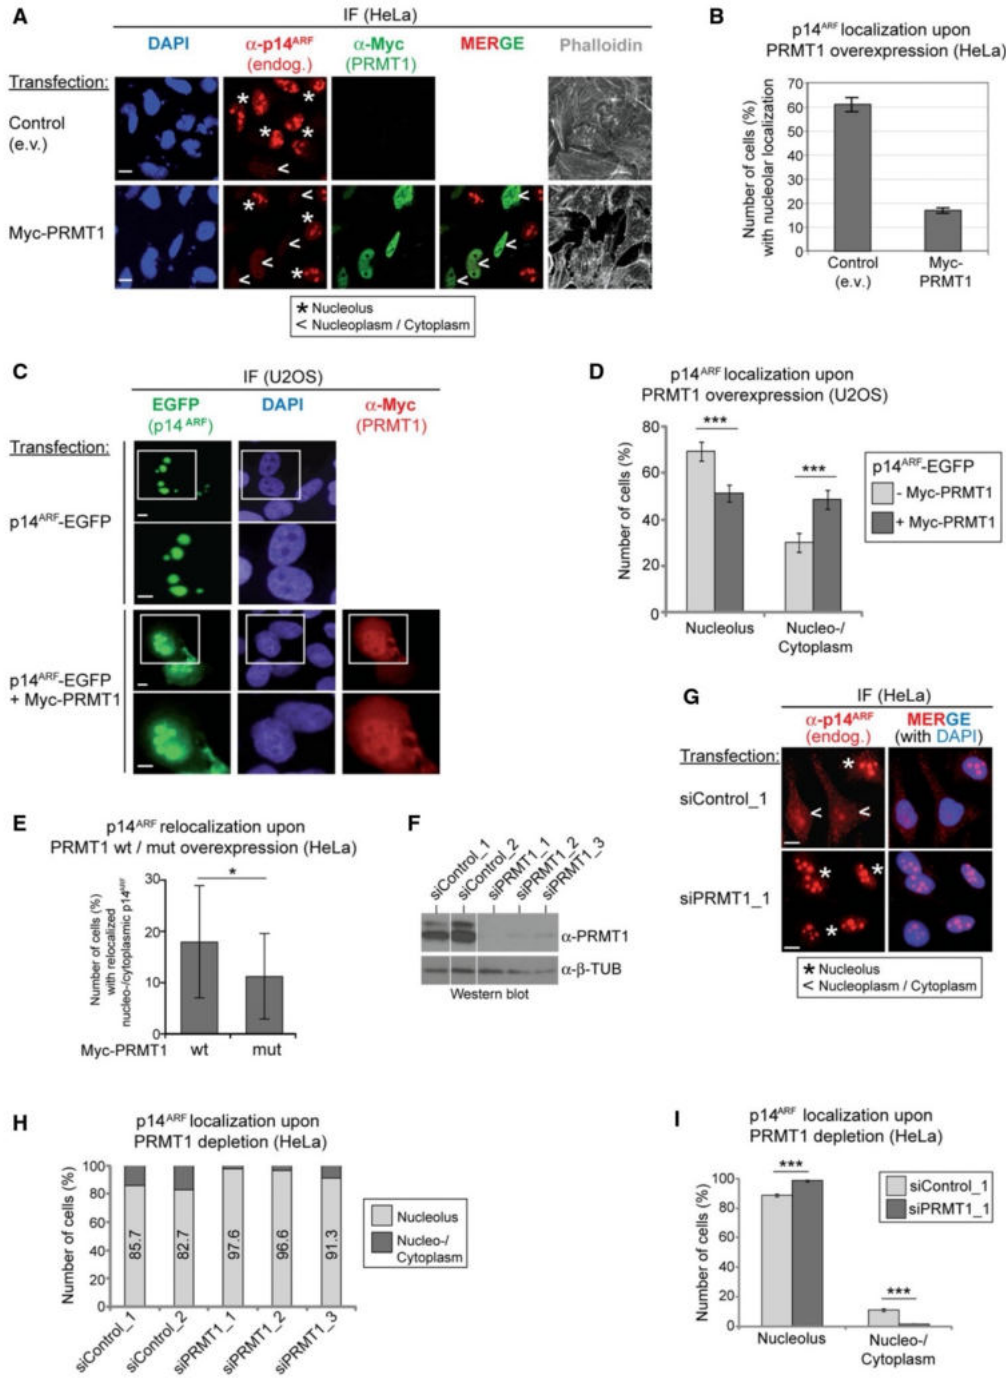 A
IF (HeLa)
DAPI
α-p14ARF
(endog.)
α-Myc
(PRMT1)
MERGE
Phalloidin
Transfection:
Control
(e.v.)
*
*
*
*
<
Myc-PRMT1
*
<
*
<
<
*
<
<
<
<
* Nucleolus
< Nucleoplasm / Cytoplasm
B
p14ARF localization upon
PRMT1 overexpression (HeLa)
Number of cells (%)
with nucleolar localization
70
60
50
40
30
20
10
0
Control
(e.v.)
Myc-
PRMT1
C
IF (U2OS)
EGFP
(p14 ARF)
DAPI
α-Myc
(PRMT1)
Transfection:
p14ARF-EGFP
p14ARF-EGFP
+ Myc-PRMT1
D
p14ARF localization upon
PRMT1 overexpression (U2OS)
Number of cells (%)
80
60
40
20
0
***
***
Nucleolus
Nucleo-/
Cytoplasm
p14ARF-EGFP
- Myc-PRMT1
+ Myc-PRMT1
E
p14ARF relocalization upon
PRMT1 wt / mut overexpression (HeLa)
Number of cells (%)
with relocalized
nucleo-/cytoplasmic p14ARF
30
20
10
0
*
Myc-PRMT1
wt
mut
F
siControl_1
siControl_2
siPRMT1_1
siPRMT1_2
siPRMT1_3
α-PRMT1
α-β-TUB
Western blot
G
IF (HeLa)
α-p14ARF
(endog.)
MERGE
(with DAPI)
Transfection:
siControl_1
*
<
<
siPRMT1_1
*
*
*
* Nucleolus
< Nucleoplasm / Cytoplasm
H
p14ARF localization upon
PRMT1 depletion (HeLa)
Number of cells (%)
100
80
60
40
20
0
85.7
82.7
97.6
96.6
91.3
siControl_1
siControl_2
siPRMT1_1
siPRMT1_2
siPRMT1_3
Nucleolus
Nucleo-/
Cytoplasm
I
p14ARF localization upon
PRMT1 depletion (HeLa)
Number of cells (%)
100
80
60
40
20
0
***
***
Nucleolus
Nucleo-/
Cytoplasm
siControl_1
siPRMT1_1